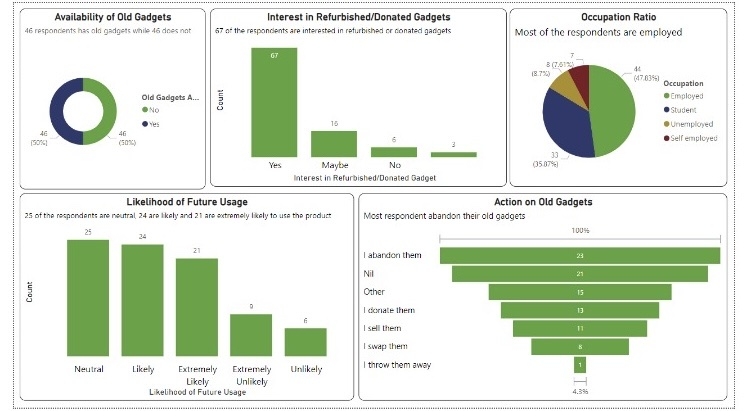 Availability of Old Gadgets
46 respondents has old gadgets while 46 does not
Old Gadgets A...
No
Yes
46
(50%)
46
(50%)
Interest in Refurbished/Donated Gadgets
67 of the respondents are interested in refurbished or donated gadgets
Count
67
16
6
3
Yes
Maybe
No
Interest in Refurbished/Donated Gadget
Occupation Ratio
Most of the respondents are employed
7
(7.61%)
8
(8.7%)
44
(47.83%)
33
(35.87%)
Occupation
Employed
Student
Unemployed
Self employed
Likelihood of Future Usage
25 of the respondents are neutral, 24 are likely and 21 are extremely likely to use the product
Count
25
24
21
9
6
Neutral
Likely
Extremely
Likely
Extremely
Unlikely
Unlikely
Likelihood of Future Usage
Action on Old Gadgets
Most respondent abandon their old gadgets
100%
I abandon them
23
Nil
21
Other
15
I donate them
13
I sell them
11
I swap them
8
I throw them away
1
4.3%